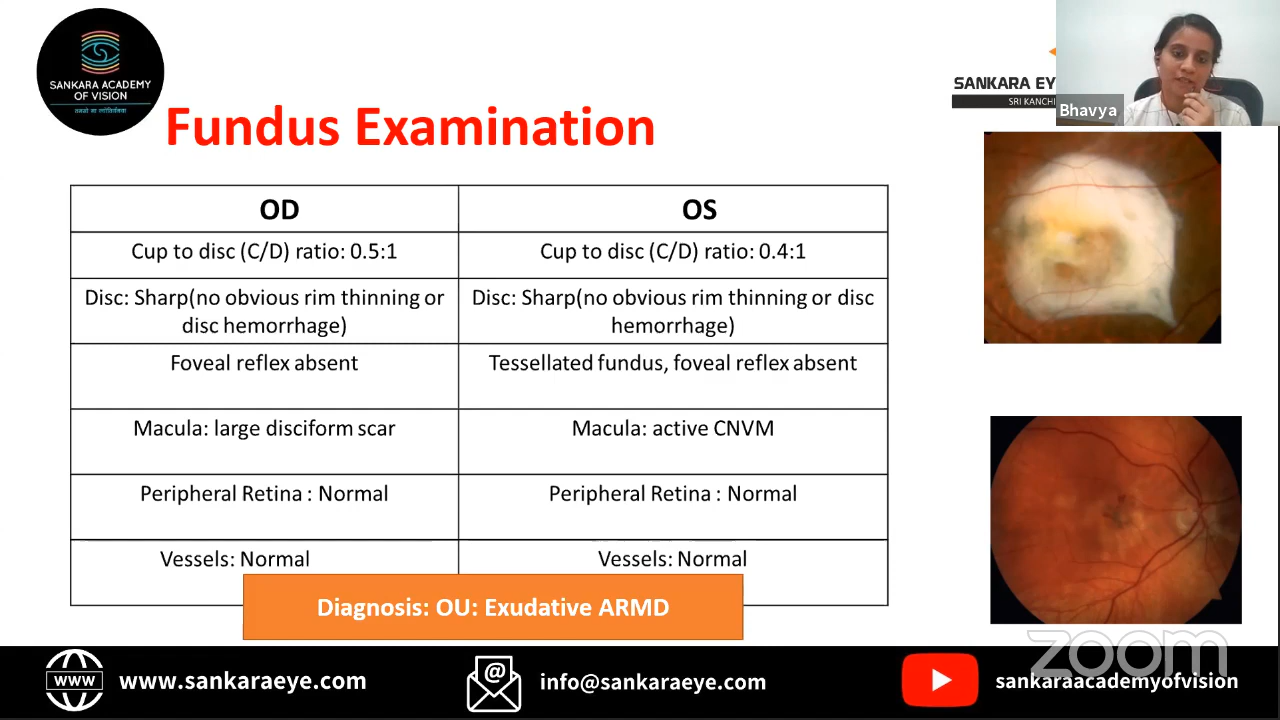 SANKARA ACADEMY
OF VISION
Fundus Examination
SANKARA EY
SRI KANCHI
Bhavya
OD
OS
Cup to disc (C/D) ratio: 0.5:1
Cup to disc (C/D) ratio: 0.4:1
Disc: Sharp(no obvious rim thinning or
disc hemorrhage)
Disc: Sharp(no obvious rim thinning or disc
hemorrhage)
Foveal reflex absent
Tessellated fundus, foveal reflex absent
Macula: large disciform scar
Macula: active CNVM
Peripheral Retina : Normal
Peripheral Retina : Normal
Vessels: Normal
Vessels: Normal
Diagnosis: OU: Exudative ARMD
zoom
WWW
www.sankaraeye.com
@
info@sankaraeye.com
sankaraacademyofvision